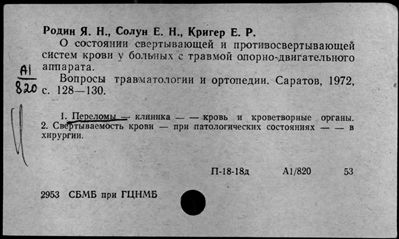 Родин Я. Н., Солун Е. Н., Кригер Е. Р.
О состоянии свертывающей и противосвертывающей
систем крови у больных с травмой опорно-двигательного
аппарата.
А1
820
Вопросы травматологии и ортопедии. Саратов, 1972,
с. 128—130.
1. Переломы — клиника — — кровь и кроветворные органы.
2. Свертываемость крови — при патологических состояниях — — в
хирургии.
П-18-18д А1/820 53
2953 СБМБ при ГЦНМБ